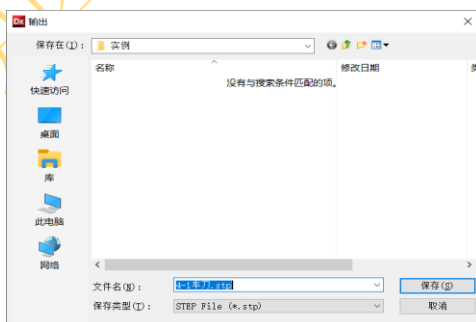 Dx 输出
保存在(I): 实例
名称 修改日期
没有与搜索条件匹配的项。
快速访问
桌面
库
此电脑
网络
文件名(N): 4-1车刀.stp 保存(S)
保存类型(T): STEP File (*.stp) 取消